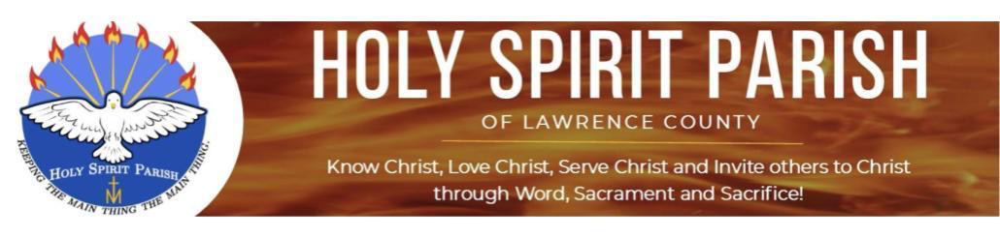 HOLY SPIRIT PARISH
OF LAWRENCE COUNTY
Know Christ, Love Christ, Serve Christ and Invite others to Christ
through Word, Sacrament and Sacrifice!
HOLY SPIRIT PARISH
KEEPING THE MAIN THING THE MAIN THING.